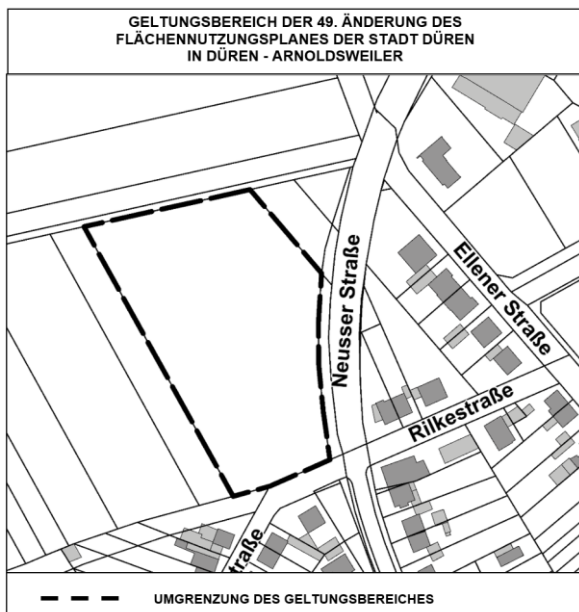 GELTUNGSBEREICH DER 49. ÄNDERUNG DES
FLÄCHENNUTZUNGSPLANES DER STADT DÜREN
IN DÜREN - ARNOLDSWEILER
Neusser Straße
Ellener Straße
Rilkestraße
straße
UMGRENZUNG DES GELTUNGSBEREICHES